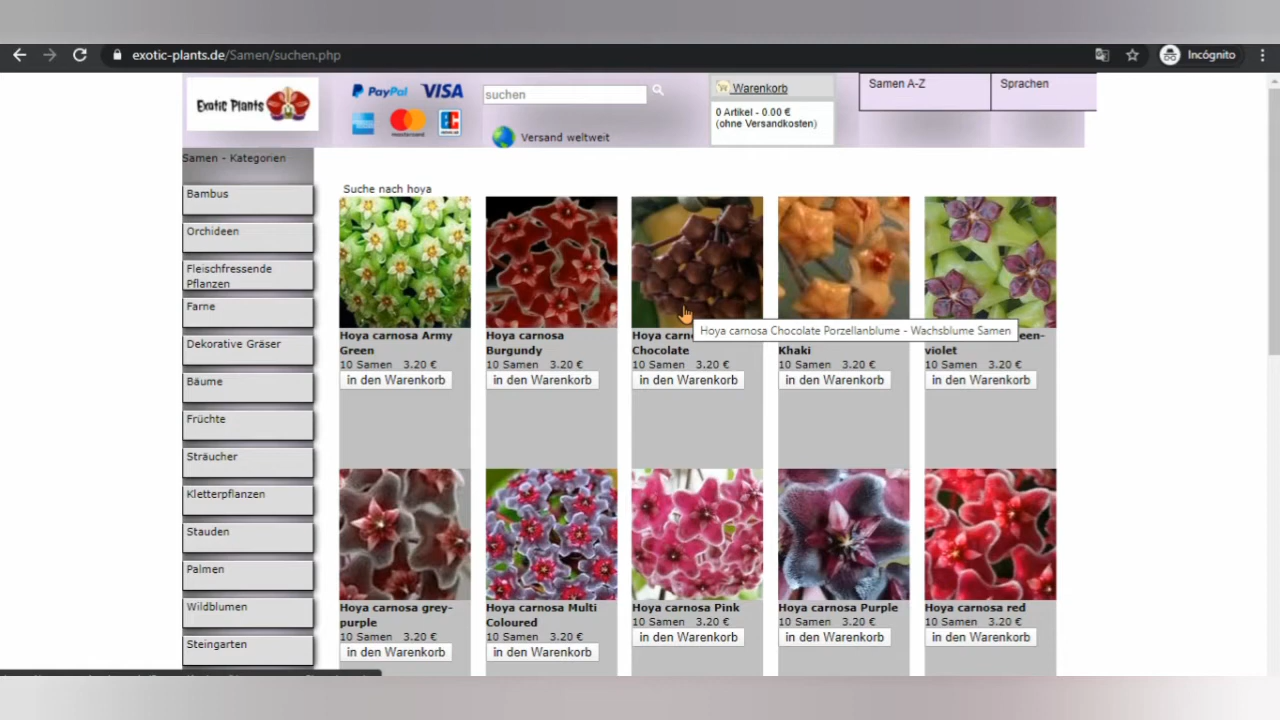 exotic-plants.de/Samen/suchen.php
Incógnito
Exotic Plants
PayPal VISA
suchen
Versand weltweit
Warenkorb
0 Artikel - 0.00 €
(ohne Versandkosten)
Samen A-Z
Sprachen
Samen - Kategorien
Bambus
Orchideen
Fleischfressende
Pflanzen
Farne
Dekorative Gräser
Bäume
Früchte
Sträucher
Kletterpflanzen
Stauden
Palmen
Wildblumen
Steingarten
Suche nach hoya
Hoya carnosa Army
Green
10 Samen 3.20 €
in den Warenkorb
Hoya carnosa
Burgundy
10 Samen 3.20 €
in den Warenkorb
Hoya carnosa Chocolate Porzellanblume - Wachsblume Samen
Chocolate
10 Samen 3.20 €
in den Warenkorb
Khaki
10 Samen 3.20 €
in den Warenkorb
violet
10 Samen 3.20 €
in den Warenkorb
Hoya carnosa grey-
purple
10 Samen 3.20 €
in den Warenkorb
Hoya carnosa Multi
Coloured
10 Samen 3.20 €
in den Warenkorb
Hoya carnosa Pink
10 Samen 3.20 €
in den Warenkorb
Hoya carnosa Purple
10 Samen 3.20 €
in den Warenkorb
Hoya carnosa red
10 Samen 3.20 €
in den Warenkorb